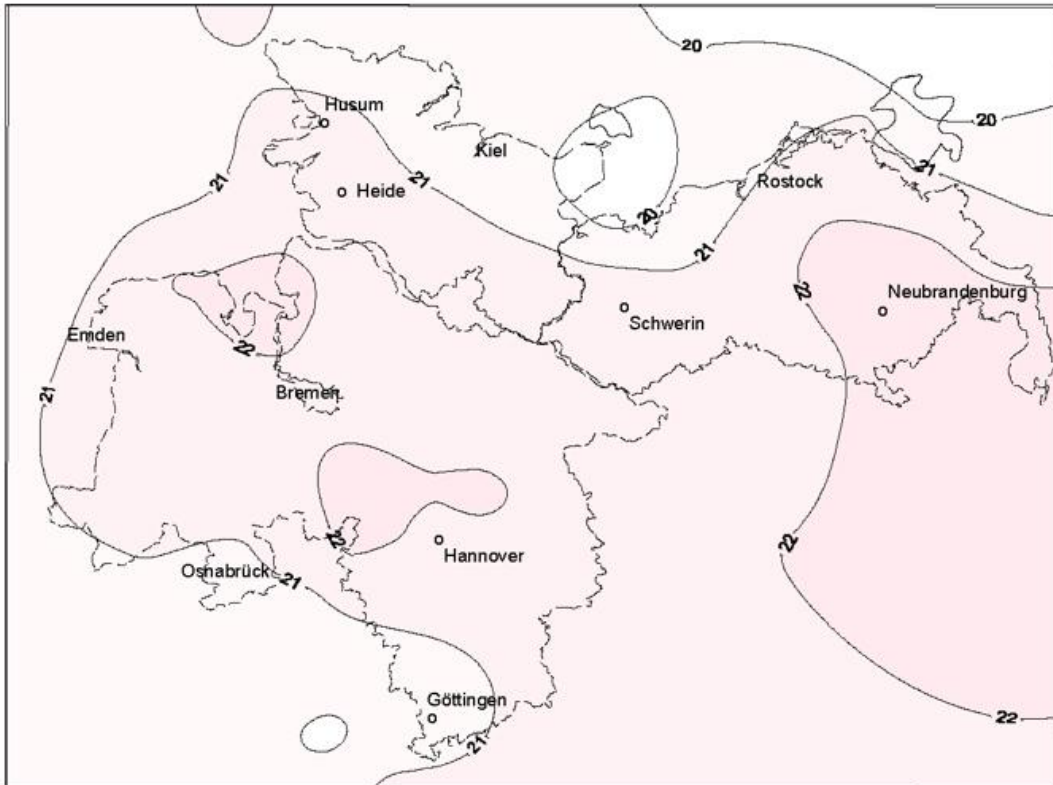 20
Husum
20
Kiel
21
21
21
Heide
Rostock
20
21
22
Neubrandenburg
Schwerin
Emden
22
21
Bremen
22
22
Hannover
Osnabrück
21
Göttingen
22
21